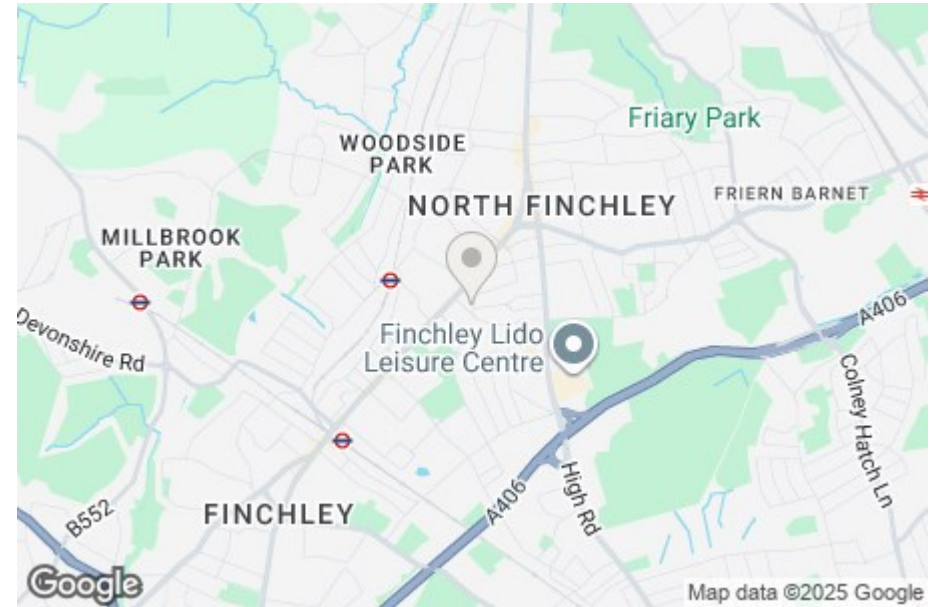 Friary Park
WOODSIDE
PARK
FRIERN BARNET
NORTH FINCHLEY
MILLBROOK
PARK
A406
Devonshire Rd
Finchley Lido
Leisure Centre
Colney Hatch Ln
High Rd
A406
B552
FINCHLEY
Google
Map data ©2025 Google